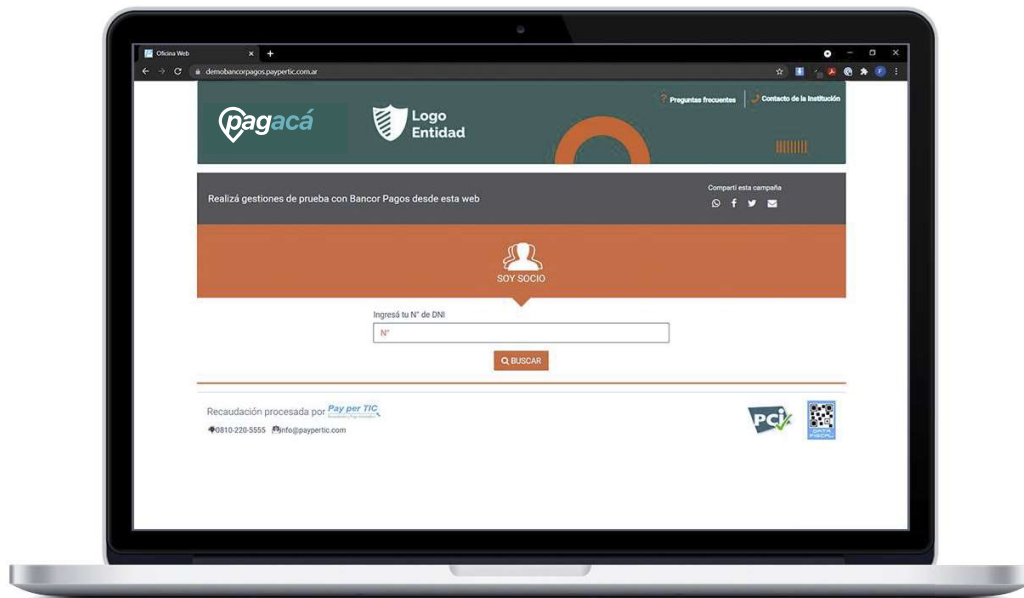 Oficina Web
demobancorpagos.paypertic.com.ar
pagacá
Logo
Entidad
? Preguntas frecuentes
Contacto de la Institución
Realizá gestiones de prueba con Bancor Pagos desde esta web
Compartí esta campaña
SOY SOCIO
Ingresá tu N° de DNI
N°
BUSCAR
Recaudación procesada por Pay per TIC
0810-220-5555 info@paypertic.com
PCI
DATA
FISCAL